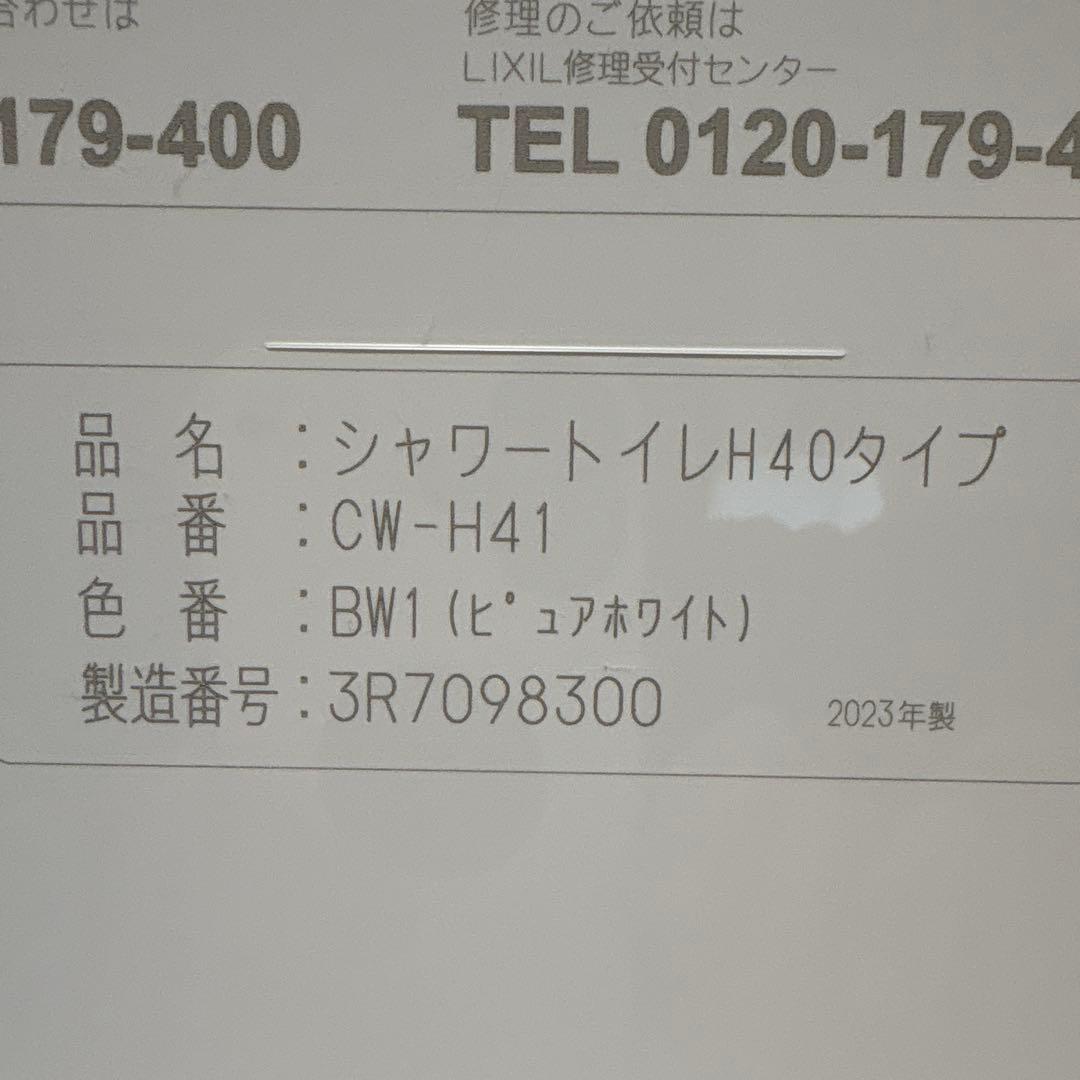 合わせは
修理のご依頼は
LIXIL修理受付センター
179-400
TEL 0120-179-4
品 名 :シャワートイレH40タイプ
品 番 :CW-H41
色 番 :BW1(ピュアホワイト)
製造番号:3R7098300
2023年製